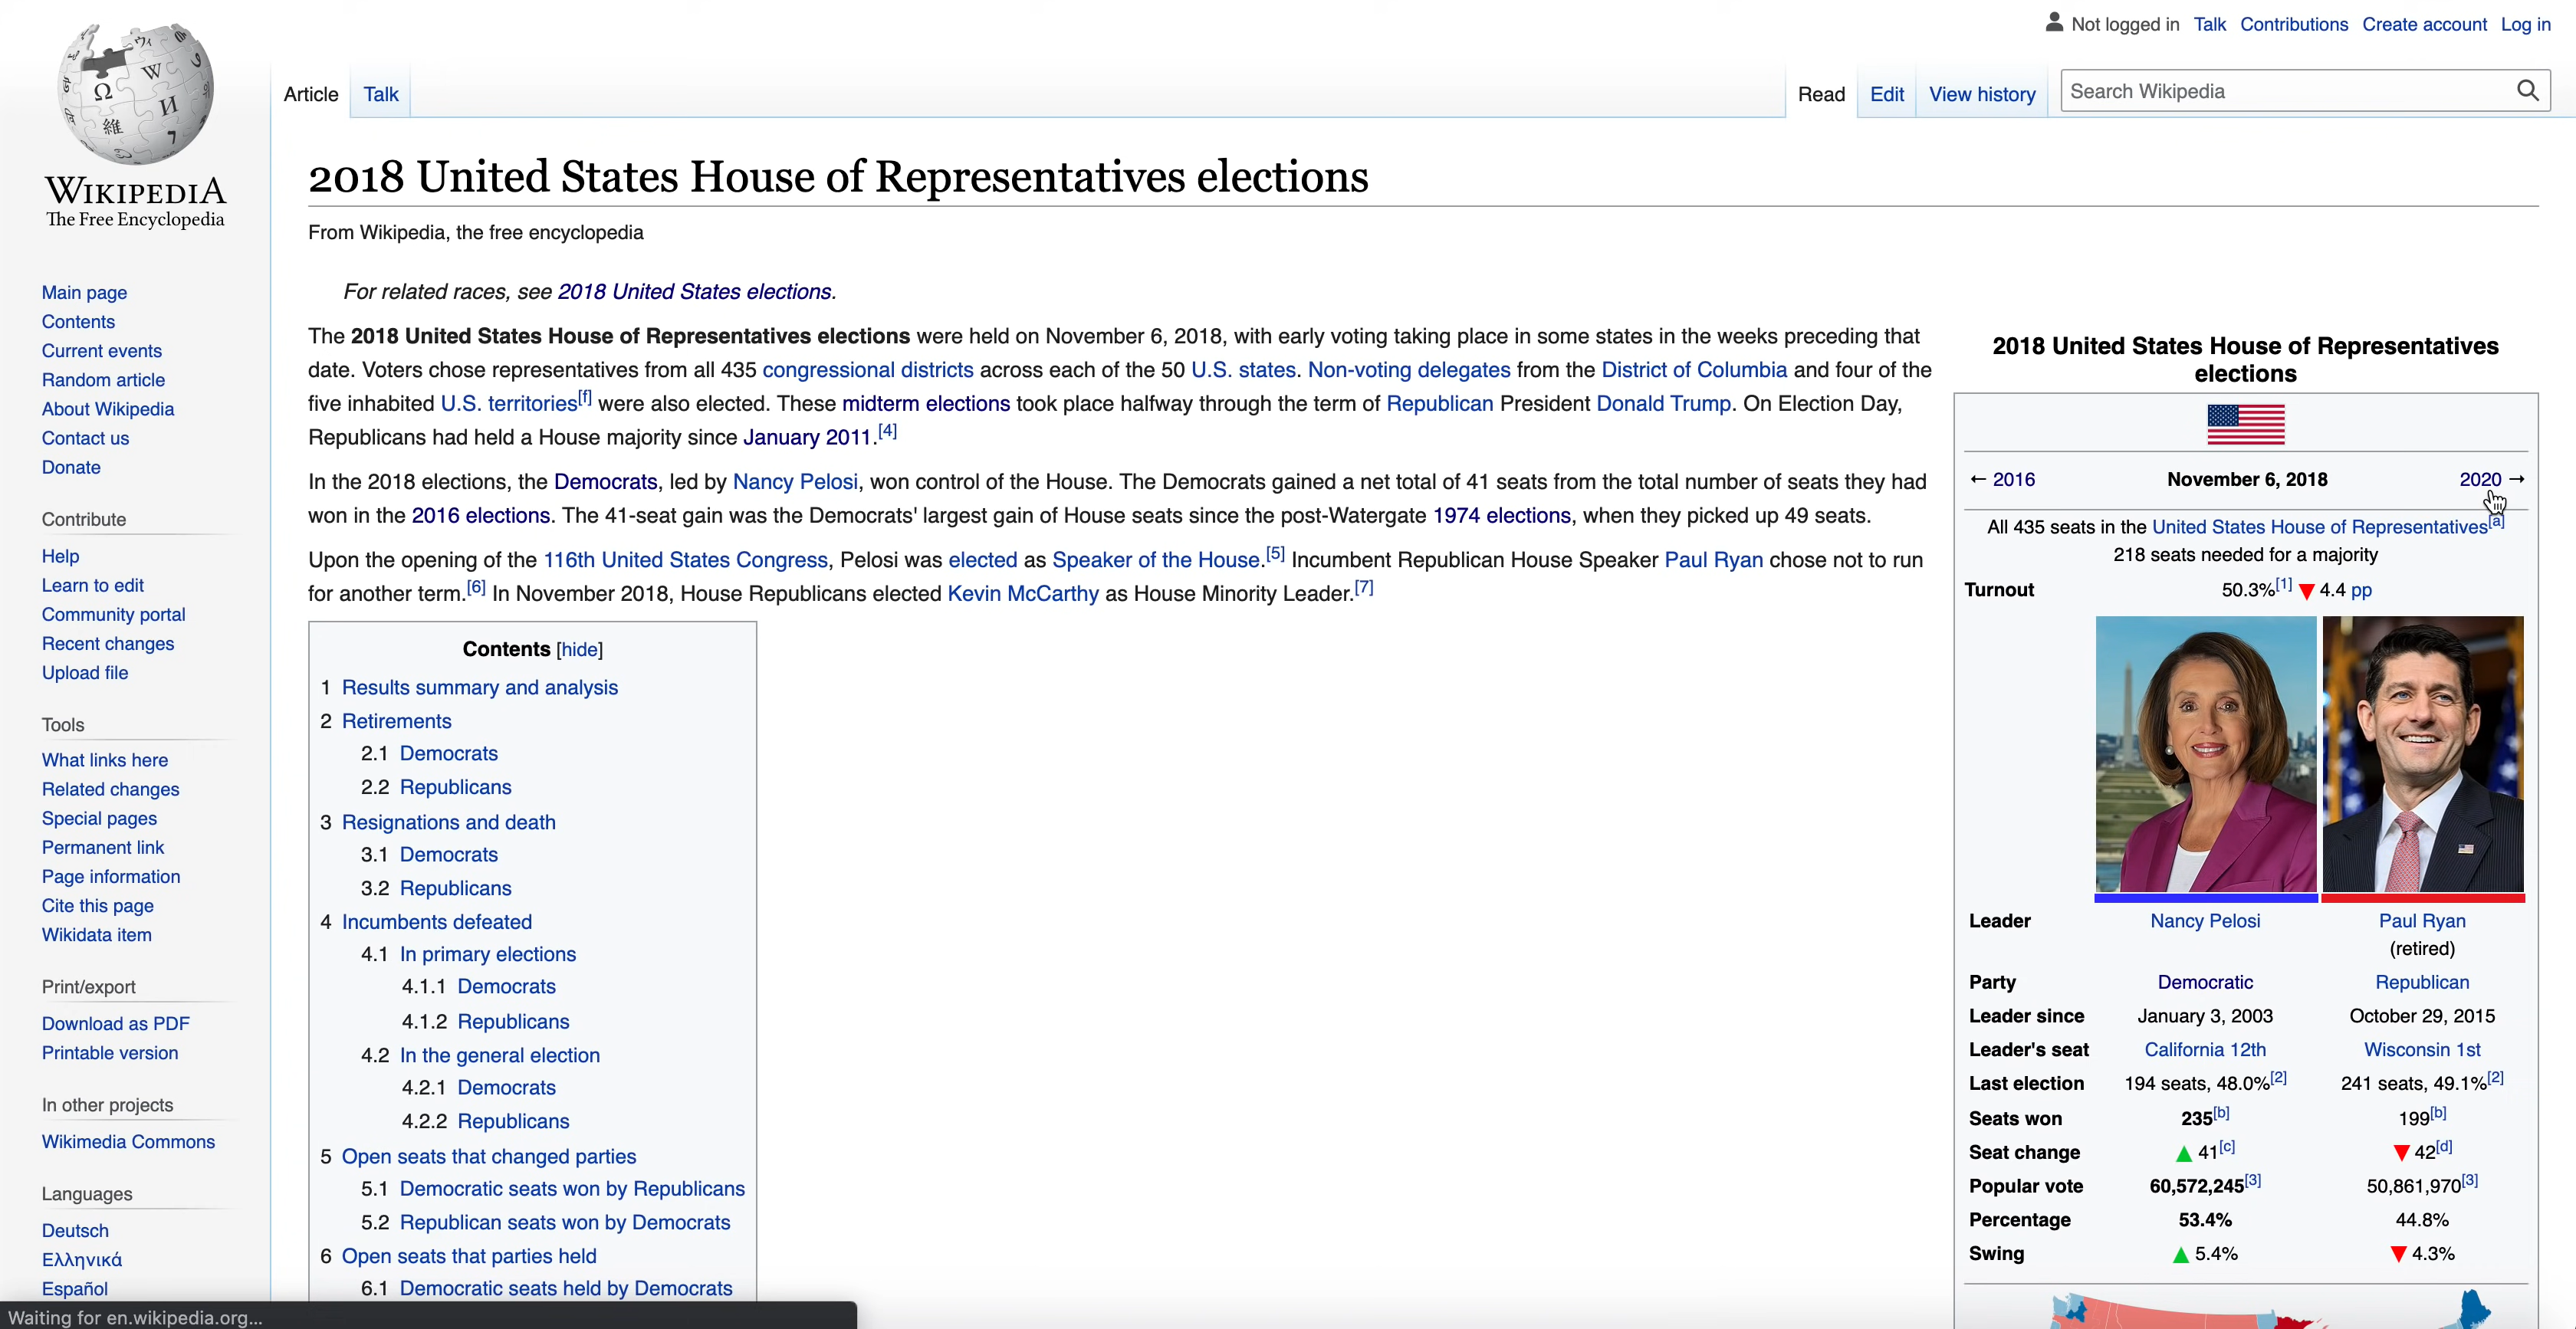 Not logged in Talk Contributions Create account Log in
Article Talk Read Edit View history Search Wikipedia
WIKIPEDIA
The Free Encyclopedia
Main page
Contents
Current events
Random article
About Wikipedia
Contact us
Donate
Contribute
Help
Learn to edit
Community portal
Recent changes
Upload file
Tools
What links here
Related changes
Special pages
Permanent link
Page information
Cite this page
Wikidata item
Print/export
Download as PDF
Printable version
In other projects
Wikimedia Commons
Languages
Deutsch
Ελληνικά
Español
2018 United States House of Representatives elections
From Wikipedia, the free encyclopedia
For related races, see 2018 United States elections.
The 2018 United States House of Representatives elections were held on November 6, 2018, with early voting taking place in some states in the weeks preceding that
date. Voters chose representatives from all 435 congressional districts across each of the 50 U.S. states. Non-voting delegates from the District of Columbia and four of the
five inhabited U.S. territories[f] were also elected. These midterm elections took place halfway through the term of Republican President Donald Trump. On Election Day,
Republicans had held a House majority since January 2011.[4]
In the 2018 elections, the Democrats, led by Nancy Pelosi, won control of the House. The Democrats gained a net total of 41 seats from the total number of seats they had
won in the 2016 elections. The 41-seat gain was the Democrats' largest gain of House seats since the post-Watergate 1974 elections, when they picked up 49 seats.
Upon the opening of the 116th United States Congress, Pelosi was elected as Speaker of the House.[5] Incumbent Republican House Speaker Paul Ryan chose not to run
for another term.[6] In November 2018, House Republicans elected Kevin McCarthy as House Minority Leader.[7]
Contents [hide]
1 Results summary and analysis
2 Retirements
2.1 Democrats
2.2 Republicans
3 Resignations and death
3.1 Democrats
3.2 Republicans
4 Incumbents defeated
4.1 In primary elections
4.1.1 Democrats
4.1.2 Republicans
4.2 In the general election
4.2.1 Democrats
4.2.2 Republicans
5 Open seats that changed parties
5.1 Democratic seats won by Republicans
5.2 Republican seats won by Democrats
6 Open seats that parties held
6.1 Democratic seats held by Democrats
2018 United States House of Representatives
elections
← 2016 November 6, 2018 2020 →
All 435 seats in the United States House of Representatives[a]
218 seats needed for a majority
Turnout 50.3%[1] ▼ 4.4 pp
Leader Nancy Pelosi Paul Ryan
(retired)
Party Democratic Republican
Leader since January 3, 2003 October 29, 2015
Leader's seat California 12th Wisconsin 1st
Last election 194 seats, 48.0%[2] 241 seats, 49.1%[2]
Seats won 235[b] 199[b]
Seat change ▲ 41[c] ▼ 42[d]
Popular vote 60,572,245[3] 50,861,970[3]
Percentage 53.4% 44.8%
Swing ▲ 5.4% ▼ 4.3%
Waiting for en.wikipedia.org...